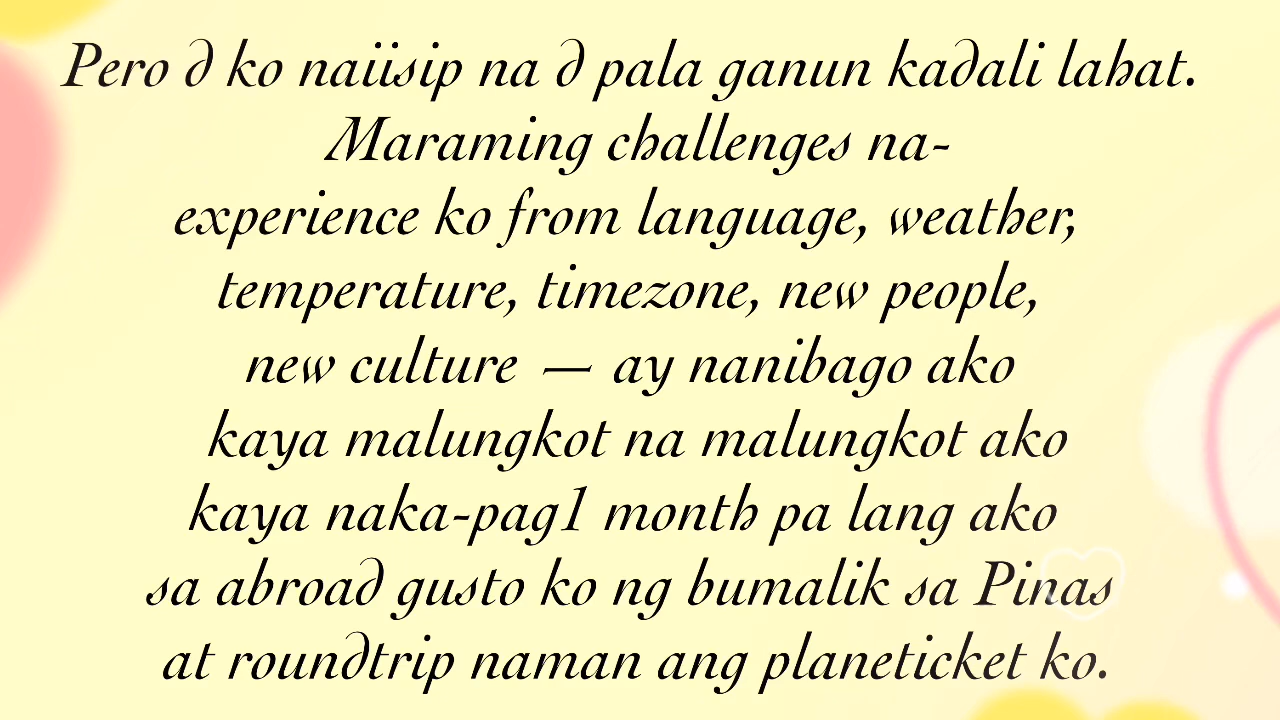 Pero d ko naiisip na d pala ganun kadali lahat.
Maraming challenges na-
experience ko from language, weather,
temperature, timezone, new people,
new culture — ay nanibago ako
kaya malungkot na malungkot ako
kaya naka-pag1 month pa lang ako
sa abroad gusto ko ng bumalik sa Pinas
at roundtrip naman ang planeticket ko.